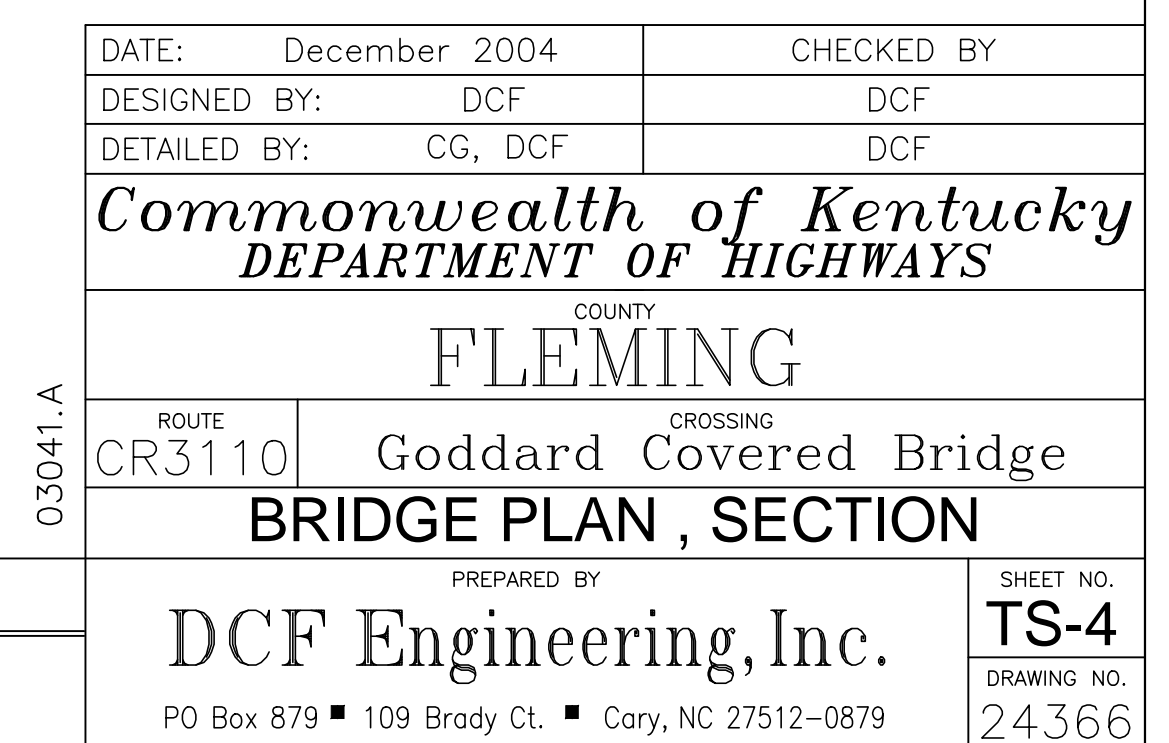 DATE: December 2004 CHECKED BY
DESIGNED BY: DCF DCF
DETAILED BY: CG, DCF DCF
Commonwealth of Kentucky
DEPARTMENT OF HIGHWAYS
COUNTY
FLEMING
ROUTE
CR3110
CROSSING
Goddard Covered Bridge
BRIDGE PLAN , SECTION
PREPARED BY
DCF Engineering, Inc.
PO Box 879 ■ 109 Brady Ct. ■ Cary, NC 27512-0879
SHEET NO.
TS-4
DRAWING NO.
24366
03041.A